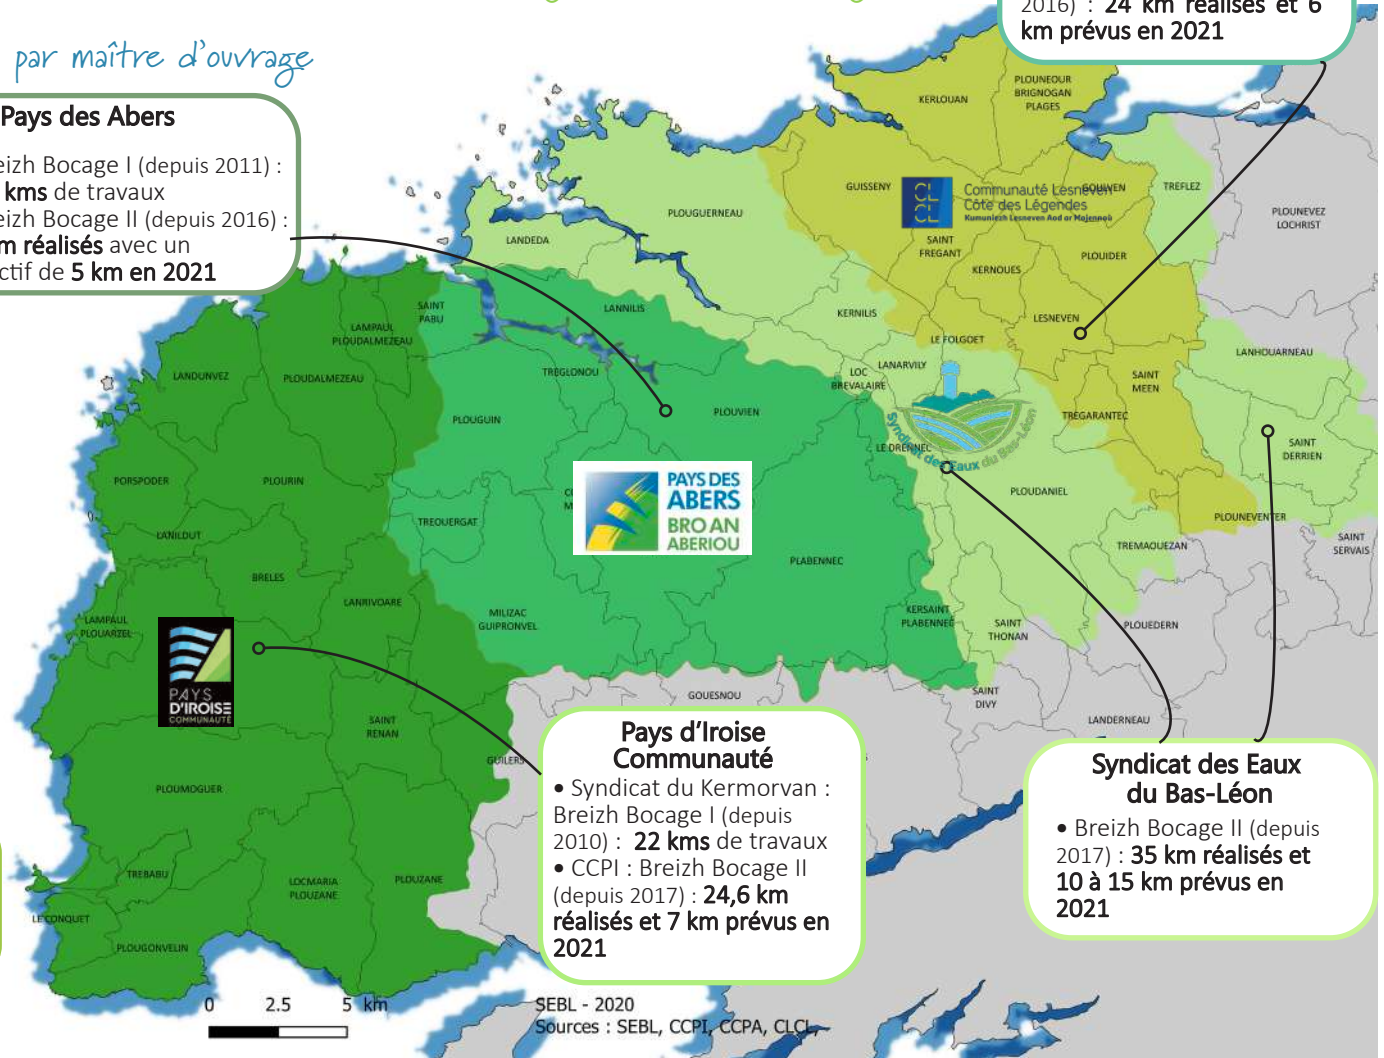 2016) : 24 km réalisés et 6
km prévus en 2021
par maître d'ouvrage
Pays des Abers
eizh Bocage I (depuis 2011) :
kms de travaux
eizh Bocage II (depuis 2016) :
m réalisés avec un
ctif de 5 km en 2021
KERLOUAN
PLOUNEOUR
BRIGNOGAN
PLAGES
GUISSENY
CL
CL
Communauté Lesneven
Côte des Légendes
Kumuniezh Lesneven Aod ar Mojennoù
GOULVEN
TREFLEZ
PLOUNEVEZ
LOCHRIST
PLOUGUERNEAU
LANDEDA
SAINT
FREGANT
KERNOUES
PLOUIDER
SAINT
PABU
LANNILIS
KERNILIS
LESNEVEN
LAMPAUL
PLOUDALMEZEAU
LE FOLGOET
LANHOUARNEAU
LANDUNVEZ
PLOUDALMEZEAU
TREGLONOU
LOC
BREVALAIRE
LANARVILY
SAINT
MEEN
PLOUGUIN
PLOUVIEN
TREGARANTEC
LE DRENNEC
Syndicat des Eaux du Bas-Léon
SAINT
DERRIEN
PORSPODER
PLOURIN
PAYS DES
ABERS
BRO AN
ABERIOU
PLOUDANIEL
PLOUNEVENTER
TREOUERGAT
LANILDUT
TREMAOUEZAN
SAINT
SERVAIS
BRELES
PLABENNEC
LANRIVOARE
LAMPAUL
PLOUARZEL
MILIZAC
GUIPRONVEL
KERSAINT
PLABENNEC
SAINT
THONAN
PLOUEDERN
PAYS
D'IROISE
COMMUNAUTÉ
GOUESNOU
SAINT
DIVY
LANDERNEAU
SAINT
RENAN
GUILERS
PLOUMOGUER
Pays d'Iroise
Communauté
• Syndicat du Kermorvan :
Breizh Bocage I (depuis
2010) : 22 kms de travaux
• CCPI : Breizh Bocage II
(depuis 2017) : 24,6 km
réalisés et 7 km prévus en
2021
Syndicat des Eaux
du Bas-Léon
• Breizh Bocage II (depuis
2017) : 35 km réalisés et
10 à 15 km prévus en
2021
TREBABU
LOCMARIA
PLOUZANE
PLOUZANE
LE CONQUET
PLOUGONVELIN
0 2.5 5 km
SEBL - 2020
Sources : SEBL, CCPI, CCPA, CLCL,